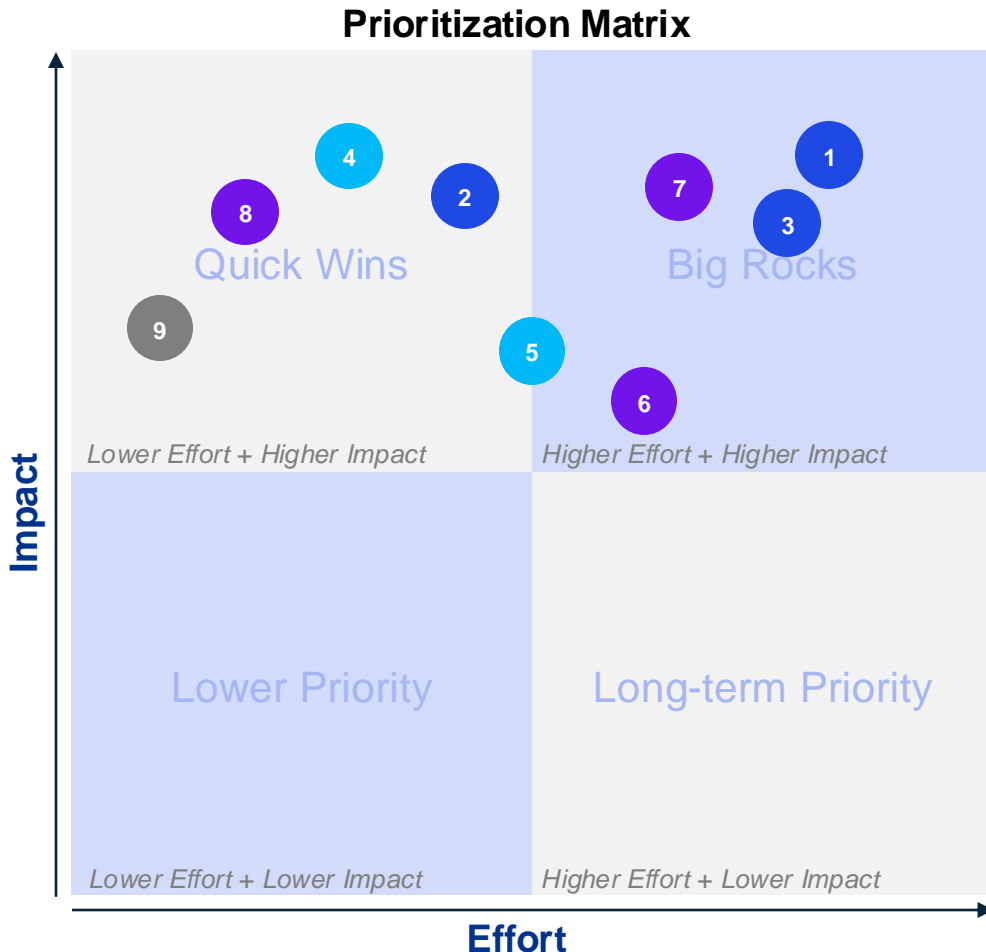 Prioritization Matrix
4
1
2
7
8
3
Quick Wins
Big Rocks
9
5
6
Lower Effort + Higher Impact
Higher Effort + Higher Impact
Impact
Lower Priority
Long-term Priority
Lower Effort + Lower Impact
Higher Effort + Lower Impact
Effort